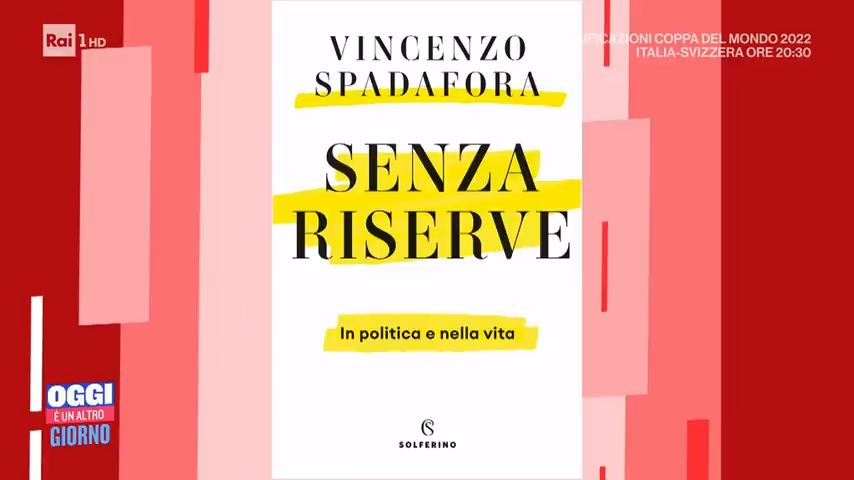 Rai 1 HD
VINCENZO
SPADAFORA
SENZA
RISERVE
In politica e nella vita
SOLFERINO
COPPA DEL MONDO 2022
ITALIA-SVIZZERA ORE 20:30
OGGI
È UN ALTRO
GIORNO